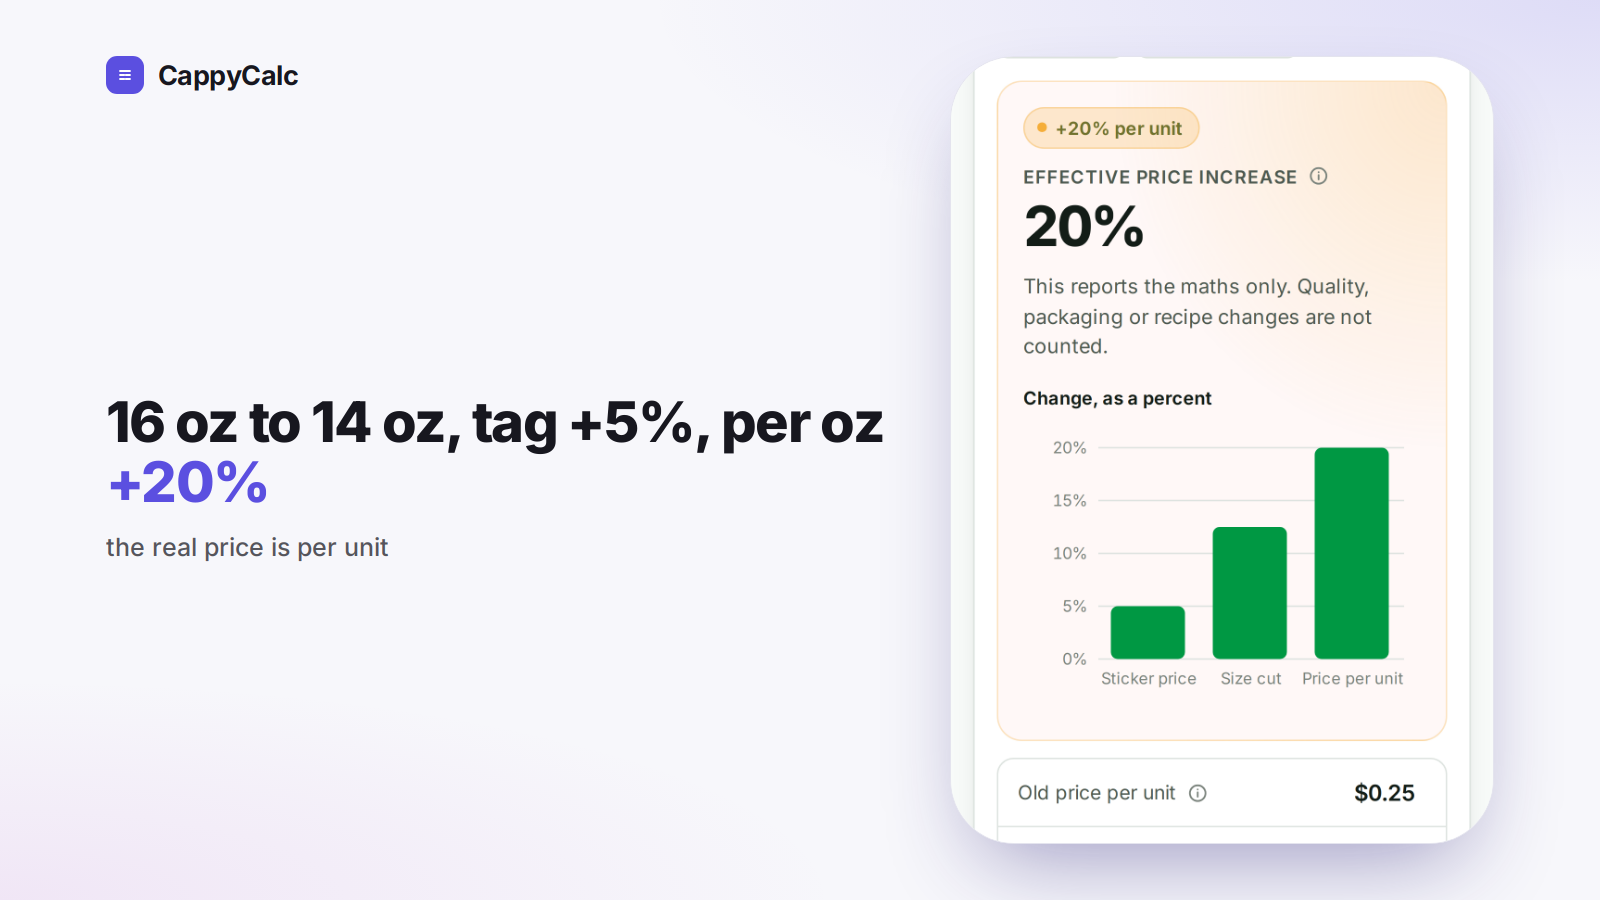 CappyCalc
16 oz to 14 oz, tag +5%, per oz
+20%
the real price is per unit
+20% per unit
EFFECTIVE PRICE INCREASE
20%
This reports the maths only. Quality,
packaging or recipe changes are not
counted.
Change, as a percent
20%
15%
10%
5%
0%
Sticker price Size cut Price per unit
Old price per unit $0.25